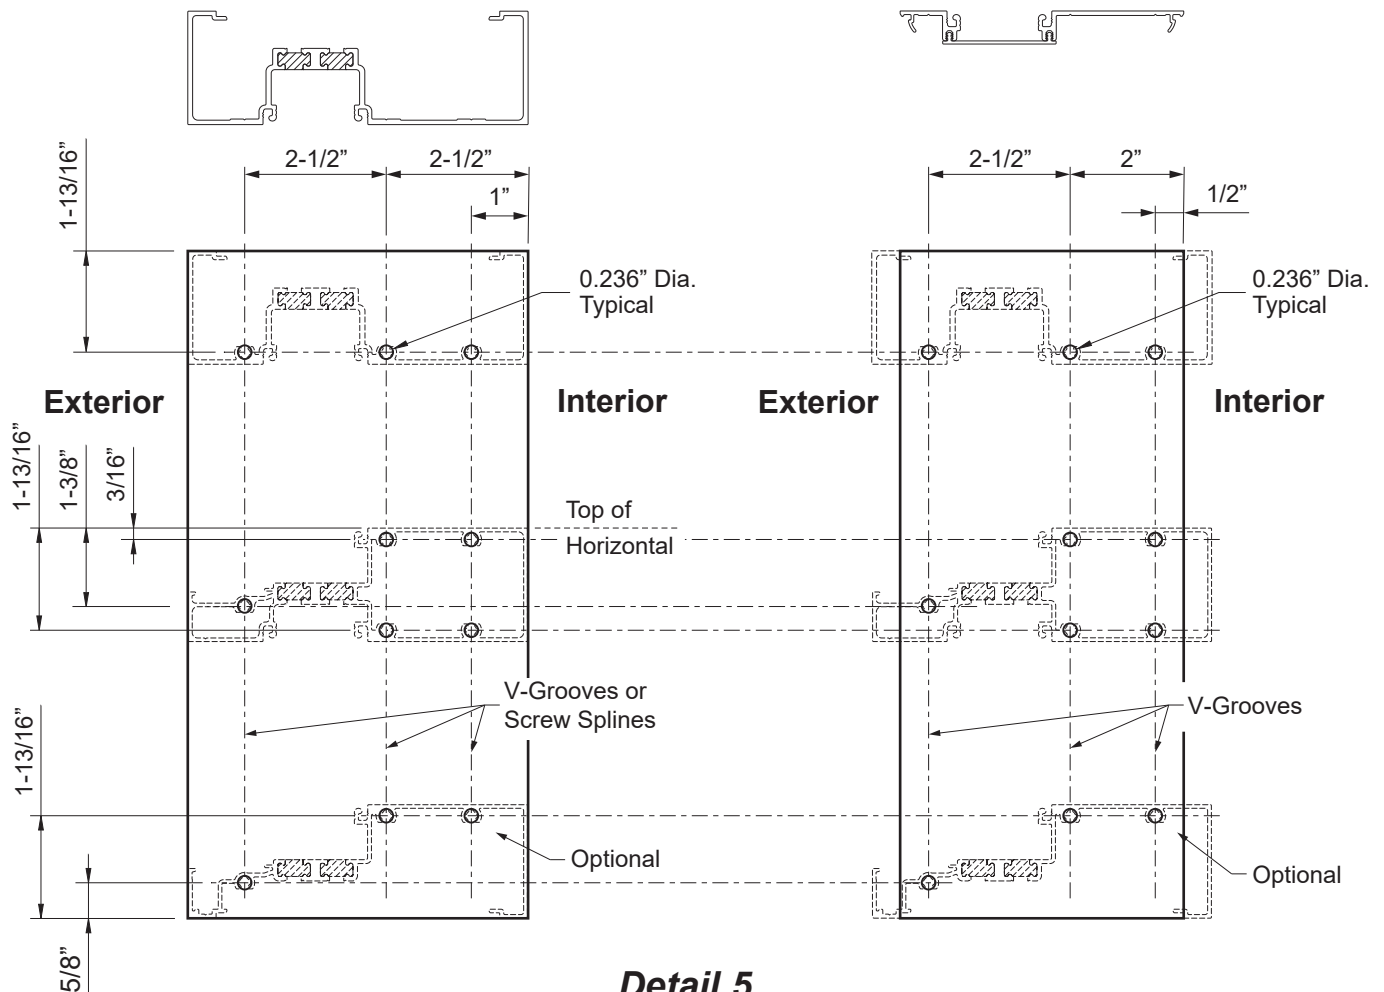 2-1/2”
2-1/2”
1”
1-13/16”
2-1/2”
2”
1/2”
0.236” Dia.
Typical
0.236” Dia.
Typical
Exterior
Interior
Exterior
Interior
1-13/16”
1-3/8”
3/16”
Top of
Horizontal
V-Grooves or
Screw Splines
V-Grooves
1-13/16”
Optional
Optional
5/8”
Detail 5